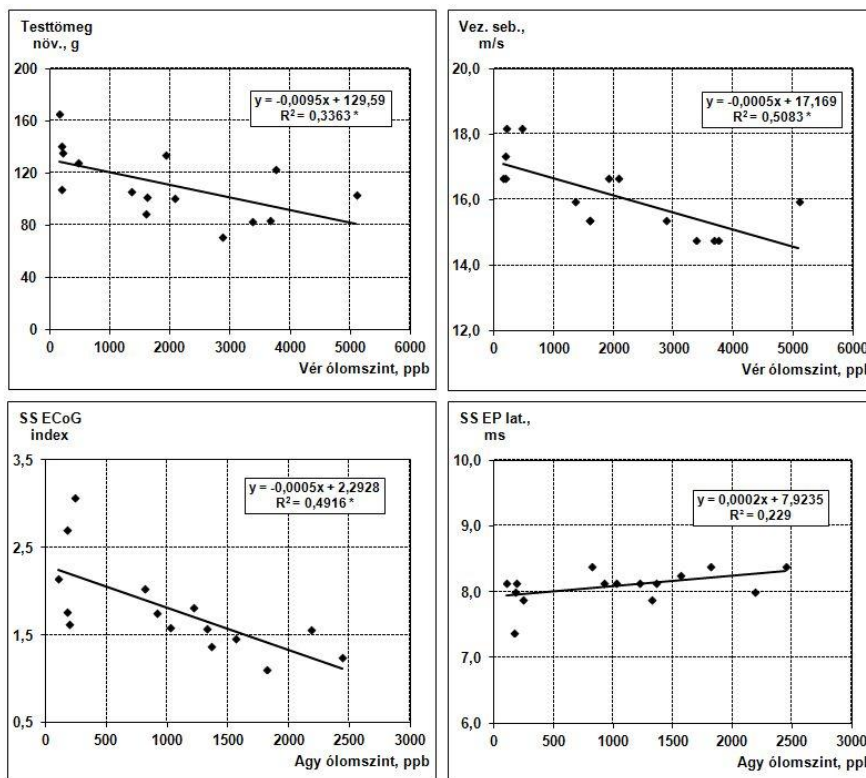 Testtömeg
növ., g
200
160
120
80
40
0
y = -0,0095x + 129,59
R² = 0,3363 *
0 1000 2000 3000 4000 5000 6000
Vér ólomszint, ppb
Vez. seb.,
m/s
20,0
18,0
16,0
14,0
12,0
y = -0,0005x + 17,169
R² = 0,5083 *
0 1000 2000 3000 4000 5000 6000
Vér ólomszint, ppb
SS ECoG
index
3,5
2,5
1,5
0,5
y = -0,0005x + 2,2928
R² = 0,4916 *
0 500 1000 1500 2000 2500 3000
Agy ólomszint, ppb
SS EP lat.,
ms
10,0
9,0
8,0
7,0
6,0
y = 0,0002x + 7,9235
R² = 0,229
0 500 1000 1500 2000 2500 3000
Agy ólomszint, ppb